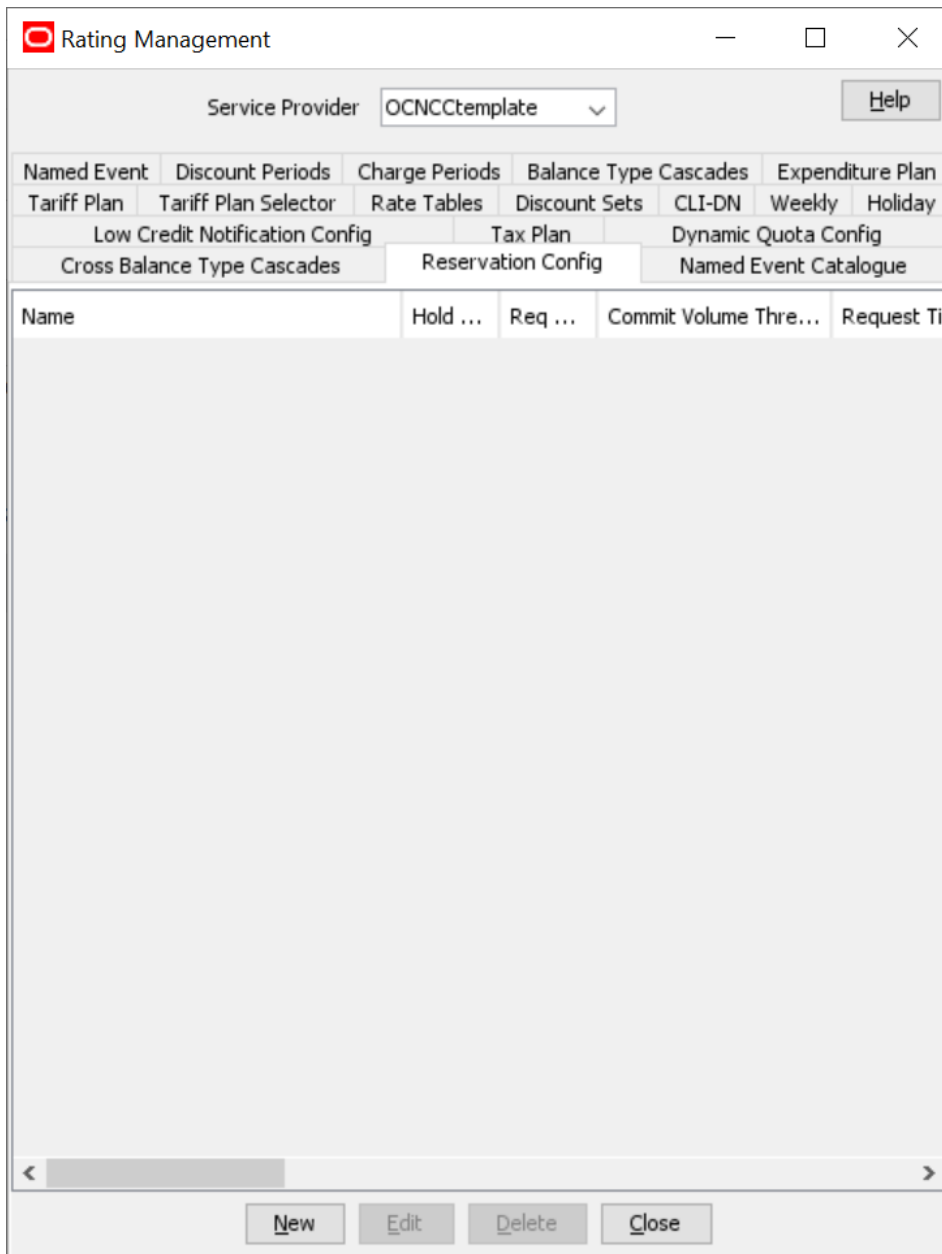 Rating Management
Service Provider OCNCCtemplate Help
Named Event Discount Periods Charge Periods Balance Type Cascades Expenditure Plan
Tariff Plan Tariff Plan Selector Rate Tables Discount Sets CLI-DN Weekly Holiday
Low Credit Notification Config Tax Plan Dynamic Quota Config
Cross Balance Type Cascades Reservation Config Named Event Catalogue
Name Hold ... Req ... Commit Volume Thre... Request Ti
New Edit Delete Close